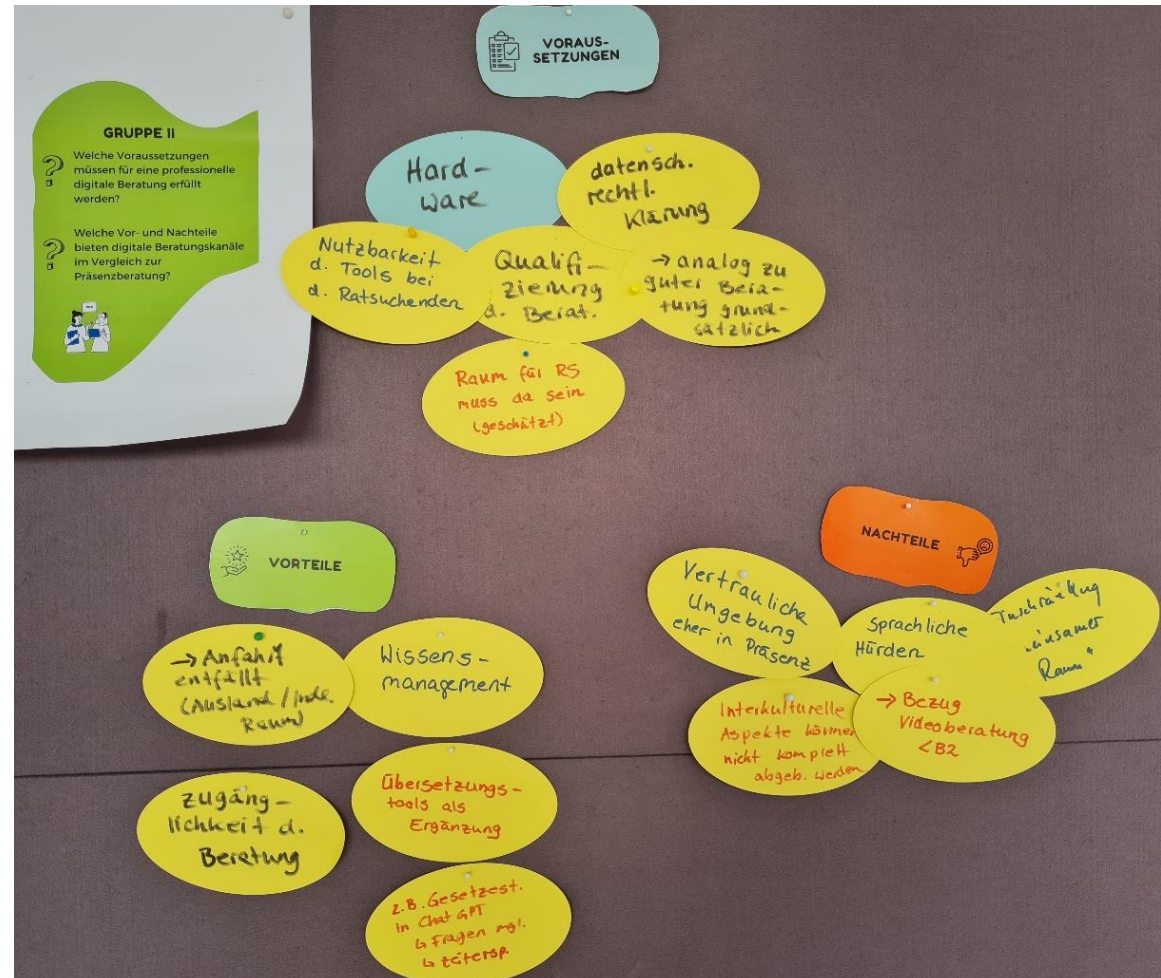 GRUPPE II
Welche Voraussetzungen
müssen für eine professionelle
digitale Beratung erfüllt
werden?
Welche Vor- und Nachteile
bieten digitale Beratungskanäle
im Vergleich zur
Präsenzberatung?
VORAUS-
SETZUNGEN
Hard-
ware
datensch.
rechtl.
Klärung
Nutzbarkeit
d. Tools bei
d. Ratsuchenden
Qualifi-
zierung
d. Berat.
→ analog zu
guter Bera-
tung grund-
sätzlich
Raum für RS
muss da sein
(geschützt)
VORTEILE
→ Anfahrt
entfällt
(Ausland /
Raum)
Wissens-
management
zugäng-
lichkeit d.
Beratung
Übersetzungs-
tools als
Ergänzung
z.B. Gesetzest.
in Chat GPT
↳ Fragen mgl.
↳
NACHTEILE
Vertrauliche
Umgebung
eher in Präsenz
Sprachliche
Hürden
„einsamer
Raum"
Interkulturelle
Aspekte können
nicht komplett
abgeb. werden
→ Bezug
Videoberatung
<B2